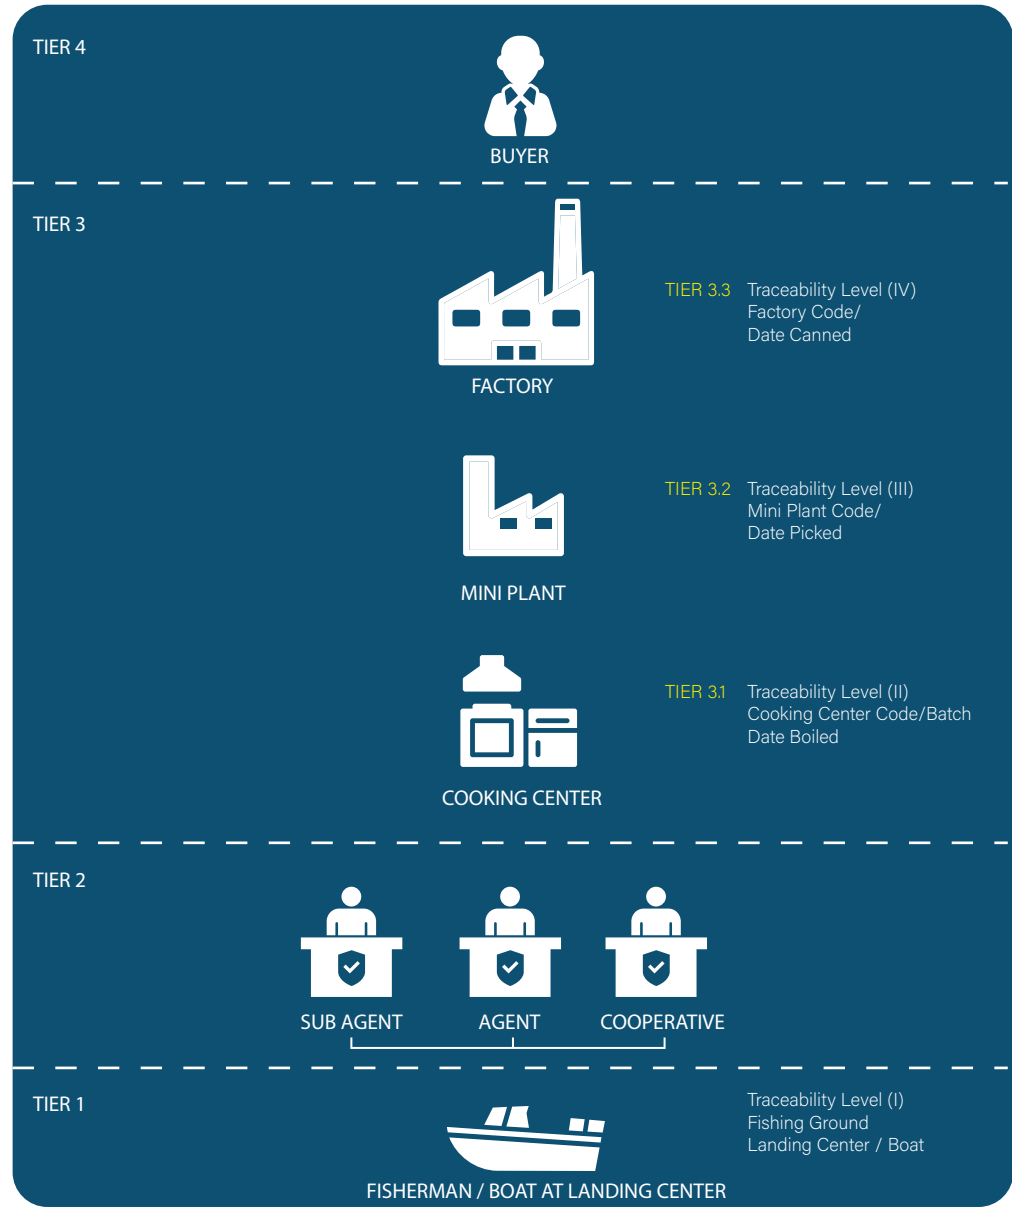 TIER 4
BUYER
TIER 3
TIER 3.3 Traceability Level (IV)
Factory Code/
Date Canned
FACTORY
TIER 3.2 Traceability Level (III)
Mini Plant Code/
Date Picked
MINI PLANT
TIER 3.1 Traceability Level (II)
Cooking Center Code/Batch
Date Boiled
COOKING CENTER
TIER 2
SUB AGENT AGENT COOPERATIVE
TIER 1
Traceability Level (I)
Fishing Ground
Landing Center / Boat
FISHERMAN / BOAT AT LANDING CENTER